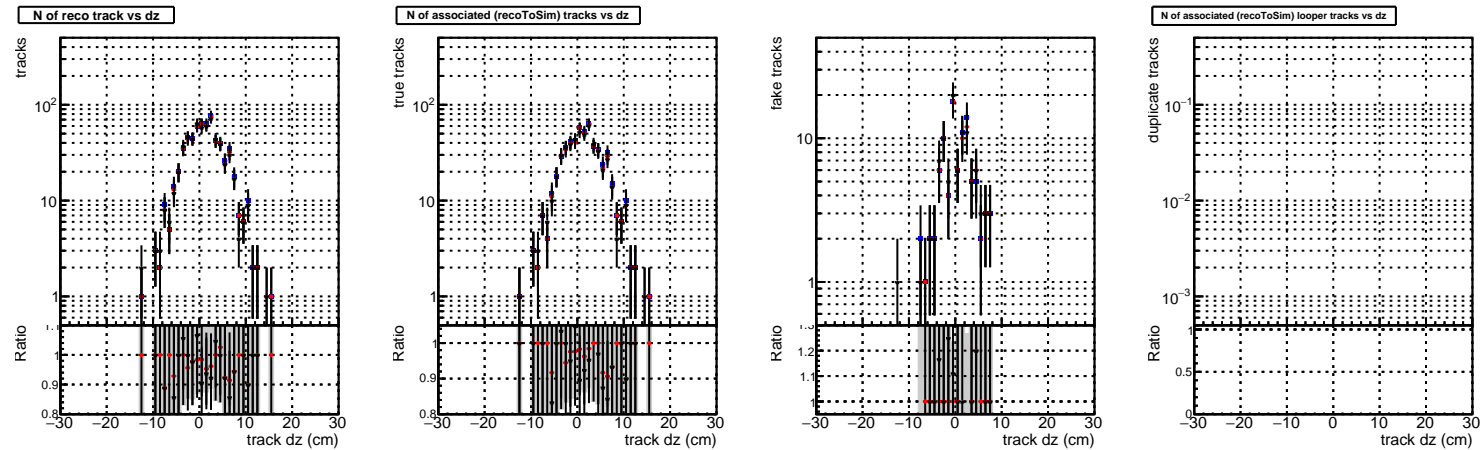 N of reco track vs dz
N of associated (recoToSim) tracks vs dz
N of associated (recoToSim) looper tracks vs dz
tracks
10²
10
1
Ratio
1
0.9
0.8
−30 −20 −10 0 10 20 30
track dz (cm)
true tracks
10²
10
1
Ratio
1
0.9
0.8
−30 −20 −10 0 10 20 30
track dz (cm)
fake tracks
10
1
Ratio
1.2
1.1
1
−30 −20 −10 0 10 20 30
track dz (cm)
duplicate tracks
10⁻¹
10⁻²
10⁻³
Ratio
1
0.5
0
−30 −20 −10 0 10 20 30
track dz (cm)